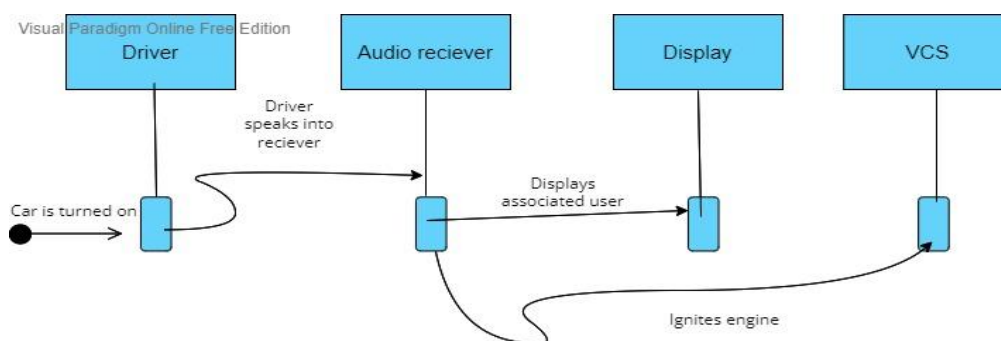 Visual Paradigm Online Free Edition
Driver
Audio reciever
Display
VCS
Driver
speaks into
reciever
Displays
associated user
Car is turned on
Ignites engine